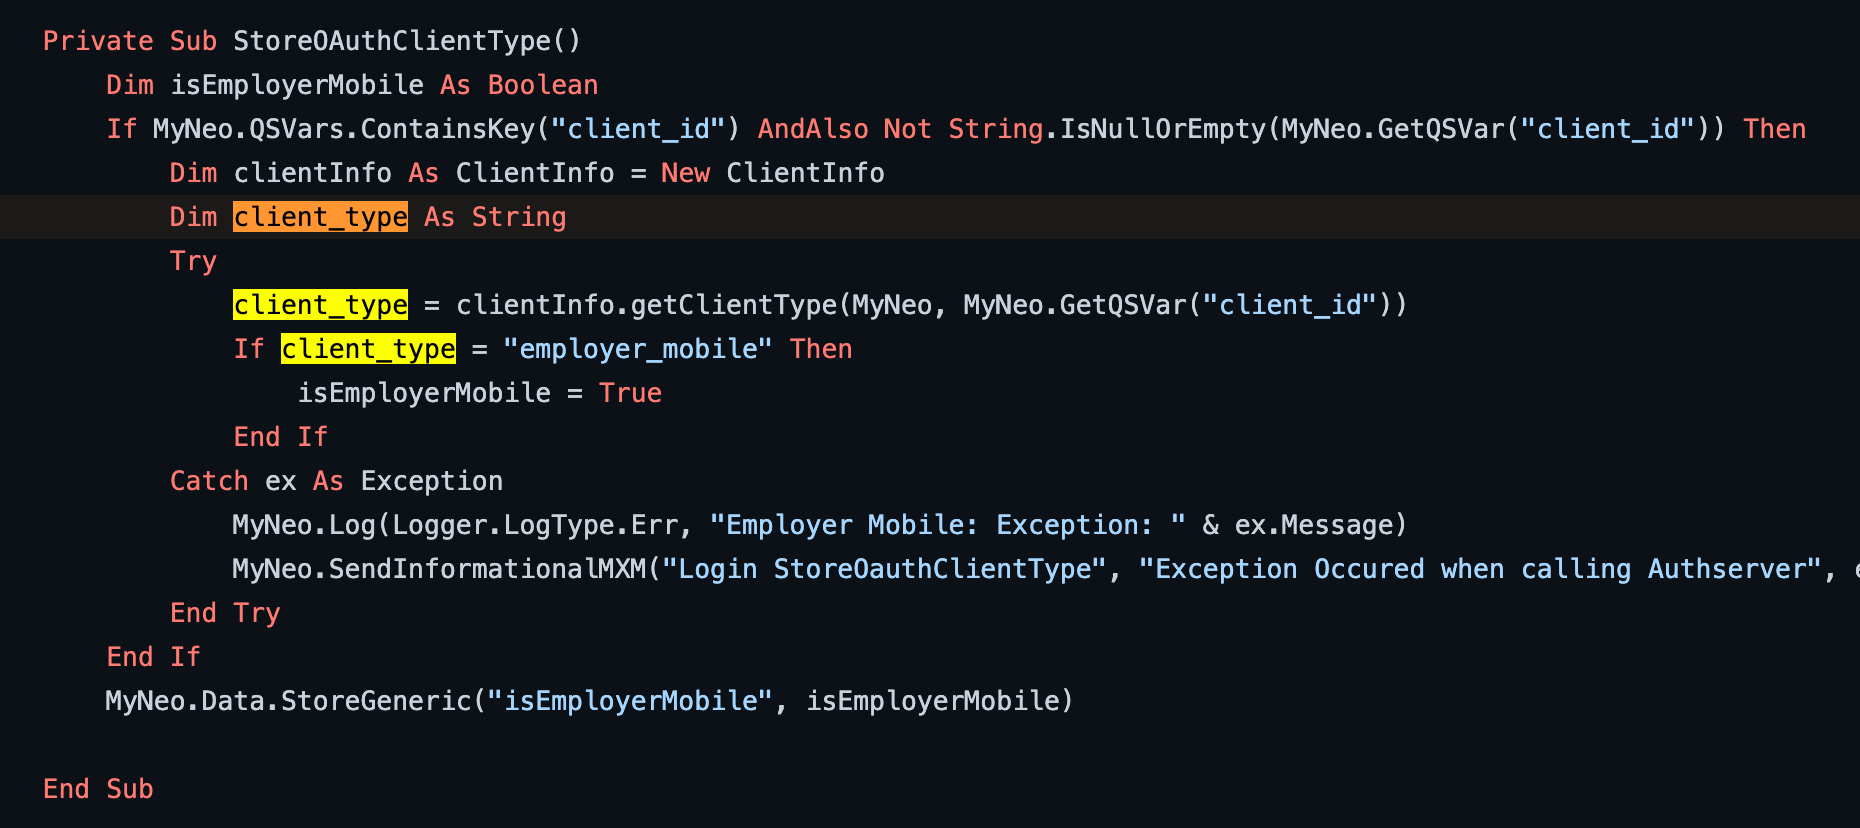 Private Sub StoreOAuthClientType()
Dim isEmployerMobile As Boolean
If MyNeo.QSVars.ContainsKey("client_id") AndAlso Not String.IsNullOrEmpty(MyNeo.GetQSVar("client_id")) Then
Dim clientInfo As ClientInfo = New ClientInfo
Dim client_type As String
Try
client_type = clientInfo.getClientType(MyNeo, MyNeo.GetQSVar("client_id"))
If client_type = "employer_mobile" Then
isEmployerMobile = True
End If
Catch ex As Exception
MyNeo.Log(Logger.LogType.Err, "Employer Mobile: Exception: " & ex.Message)
MyNeo.SendInformationalMXM("Login StoreOauthClientType", "Exception Occured when calling Authserver",
End Try
End If
MyNeo.Data.StoreGeneric("isEmployerMobile", isEmployerMobile)
End Sub